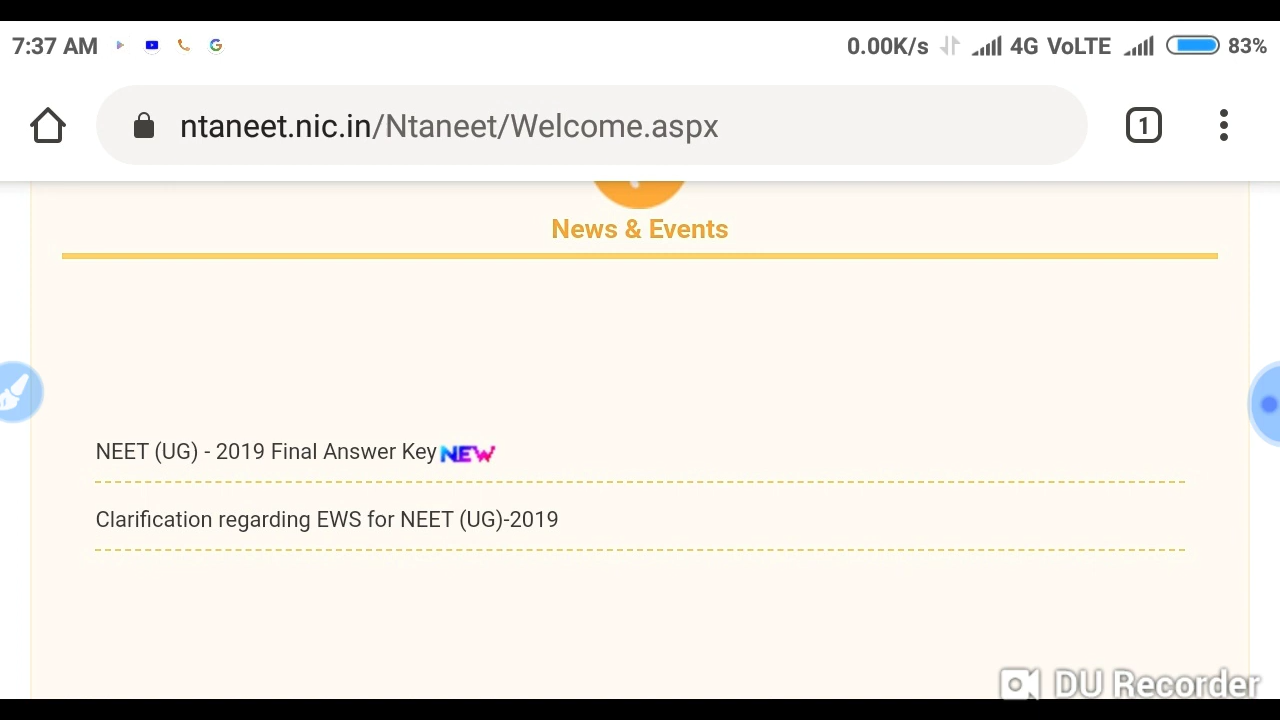 7:37 AM 0.00K/s 4G VoLTE 83%
ntaneet.nic.in/Ntaneet/Welcome.aspx 1
News & Events
NEET (UG) - 2019 Final Answer Key NEW
Clarification regarding EWS for NEET (UG)-2019
DU Recorder